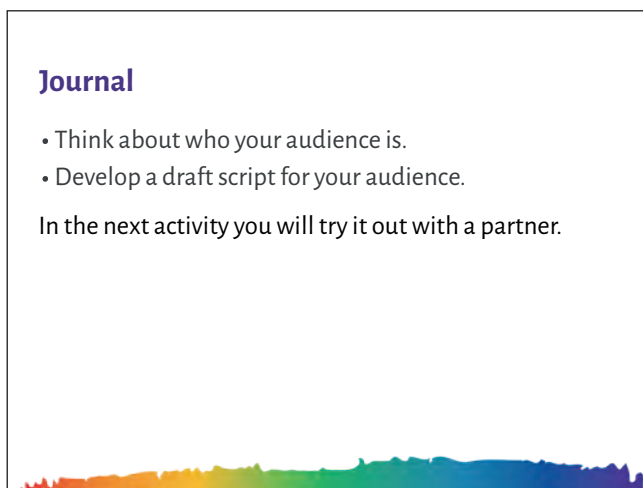 Journal
• Think about who your audience is.
• Develop a draft script for your audience.
In the next activity you will try it out with a partner.